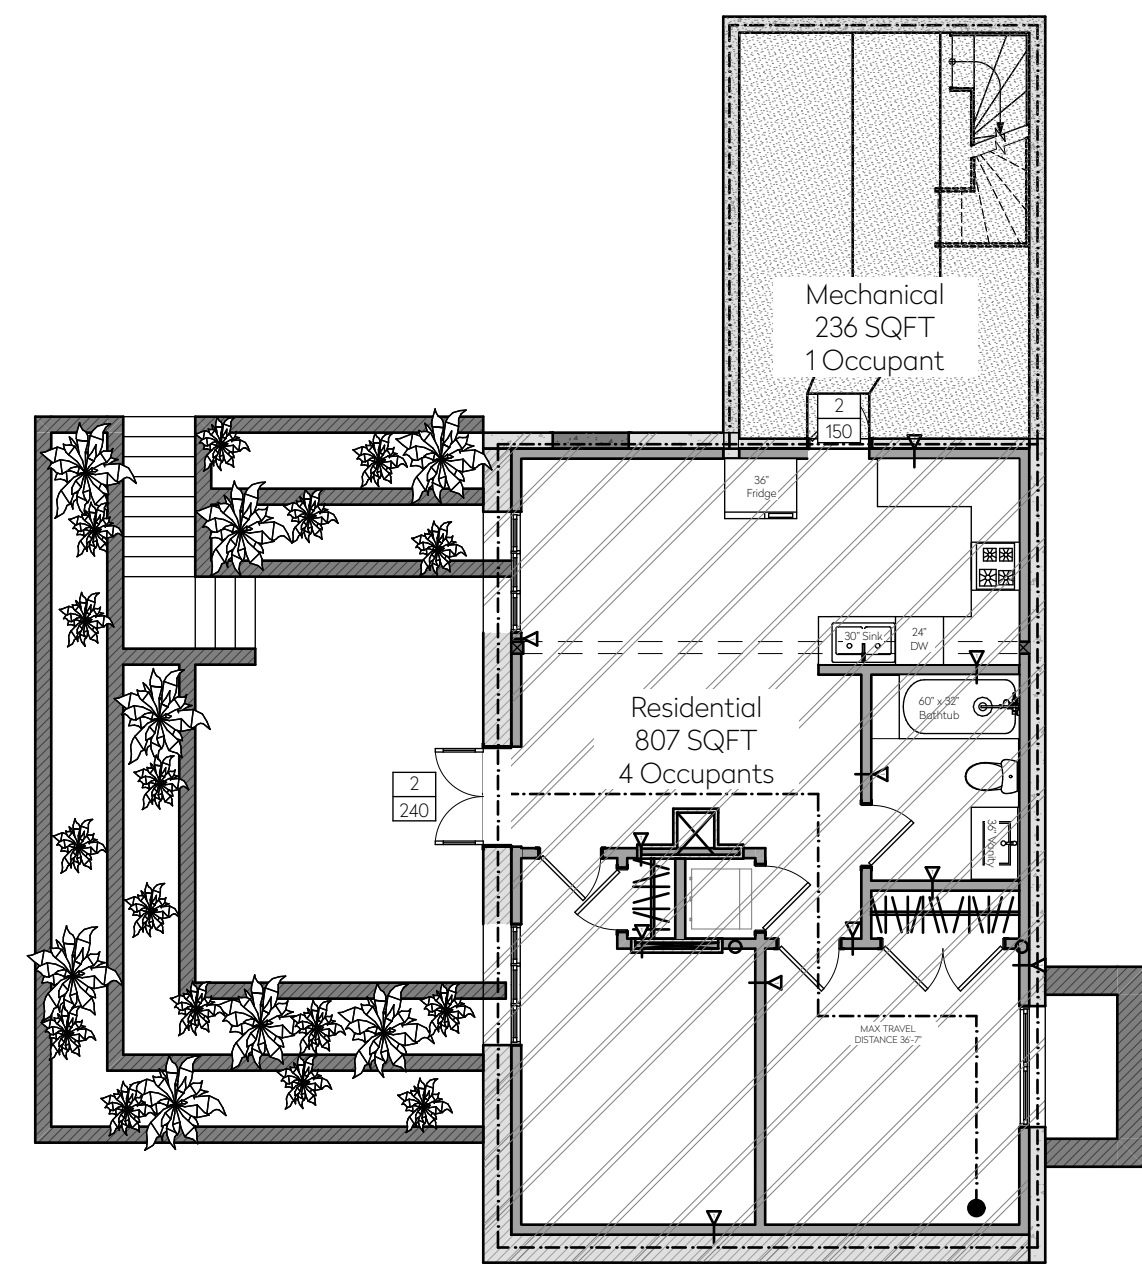 Mechanical
236 SQFT
1 Occupant
2
150
36"
Fridge
30" Sink
24"
DW
60" x 32"
Bathtub
Residential
807 SQFT
4 Occupants
2
240
36" Vanity
MAX TRAVEL
DISTANCE 36'-7"